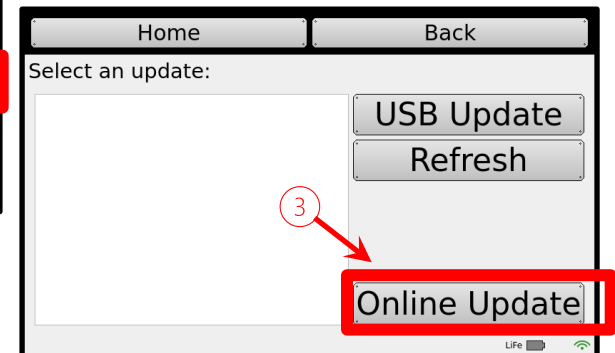 Home Back
Select an update:
USB Update
Refresh
3
Online Update
LiFe